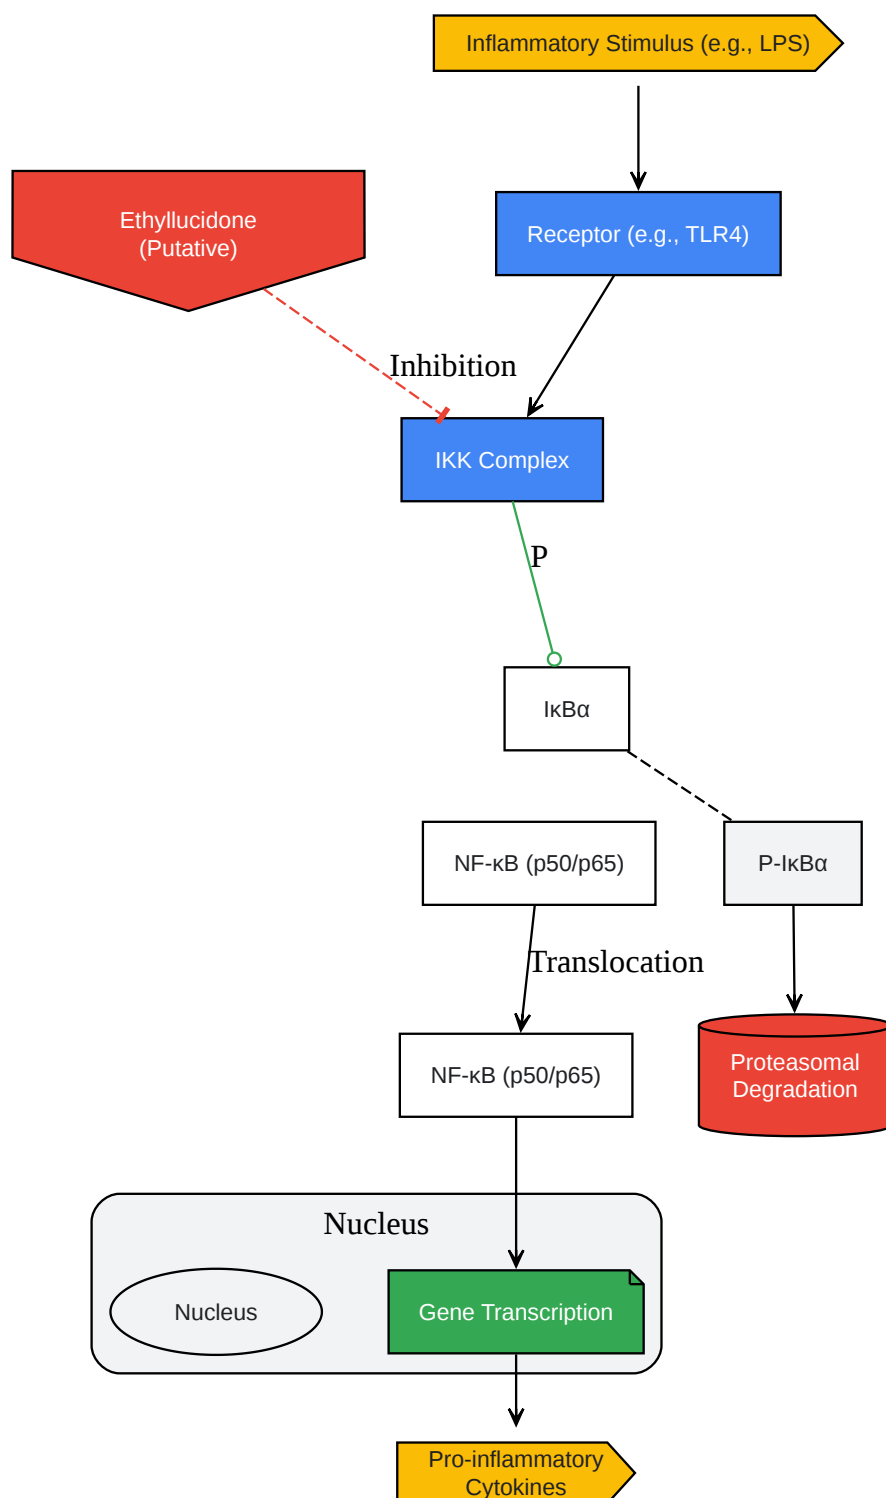 Inflammatory Stimulus (e.g., LPS)
Ethyllucidone
(Putative)
Receptor (e.g., TLR4)
Inhibition
IKK Complex
P
IκBα
NF-κB (p50/p65)
P-IκBα
Translocation
NF-κB (p50/p65)
Proteasomal
Degradation
Nucleus
Nucleus
Gene Transcription
Pro-inflammatory
Cytokines